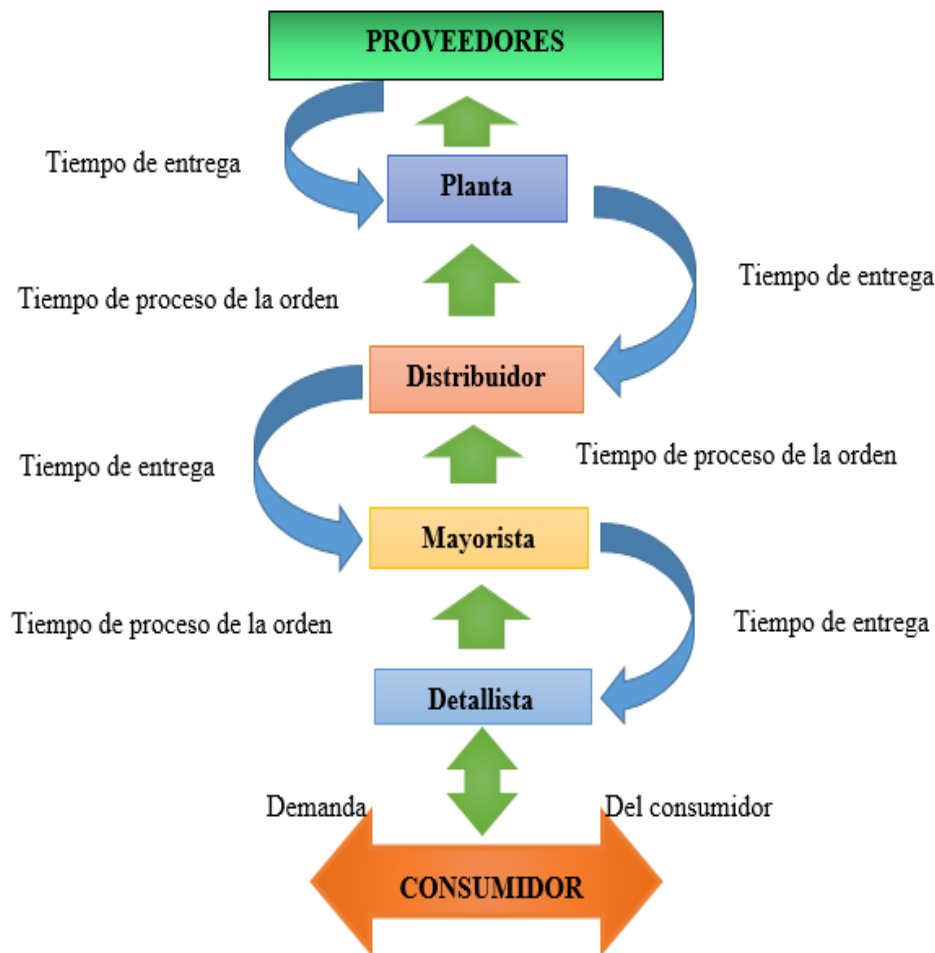 PROVEEDORES
Tiempo de entrega
Planta
Tiempo de entrega
Tiempo de proceso de la orden
Distribuidor
Tiempo de entrega
Tiempo de proceso de la orden
Mayorista
Tiempo de proceso de la orden
Tiempo de entrega
Detallista
Demanda
Del consumidor
CONSUMIDOR